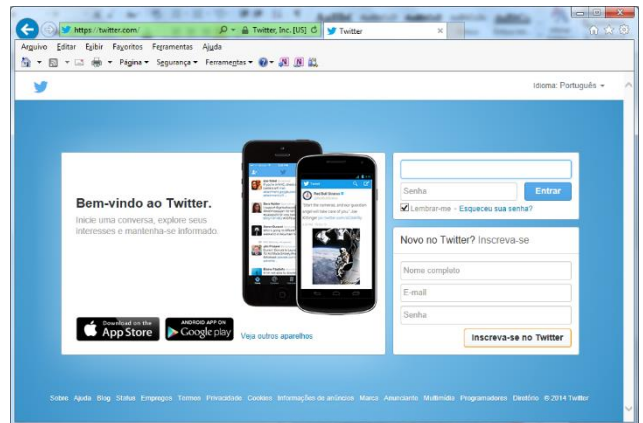 https://twitter.com/
Twitter, Inc. [US]
Twitter
Arquivo Editar Exibir Favoritos Ferramentas Ajuda
Página Segurança Ferramentas
Idioma: Português
Bem-vindo ao Twitter.
Inicie uma conversa, explore seus
interesses e mantenha-se informado.
Senha
Entrar
Lembrar-me · Esqueceu sua senha?
Novo no Twitter? Inscreva-se
Nome completo
E-mail
Senha
Inscreva-se no Twitter
Download on the
App Store
ANDROID APP ON
Google play
Veja outros aparelhos
Sobre Ajuda Blog Status Empregos Termos Privacidade Cookies Informações de anúncios Marca Anunciante Multimídia Programadores Diretório © 2014 Twitter